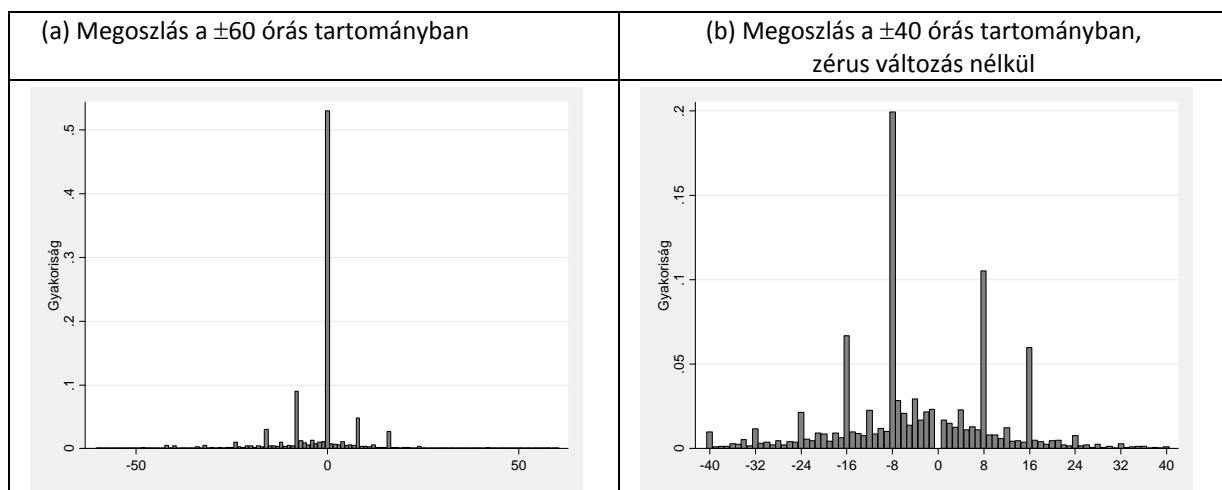 (a) Megoszlás a ±60 órás tartományban
(b) Megoszlás a ±40 órás tartományban,
zérus változás nélkül
Gyakoriság
0 .1 .2 .3 .4 .5
-50 0 50
Gyakoriság
0 .05 .1 .15 .2
-40 -32 -24 -16 -8 0 8 16 24 32 40